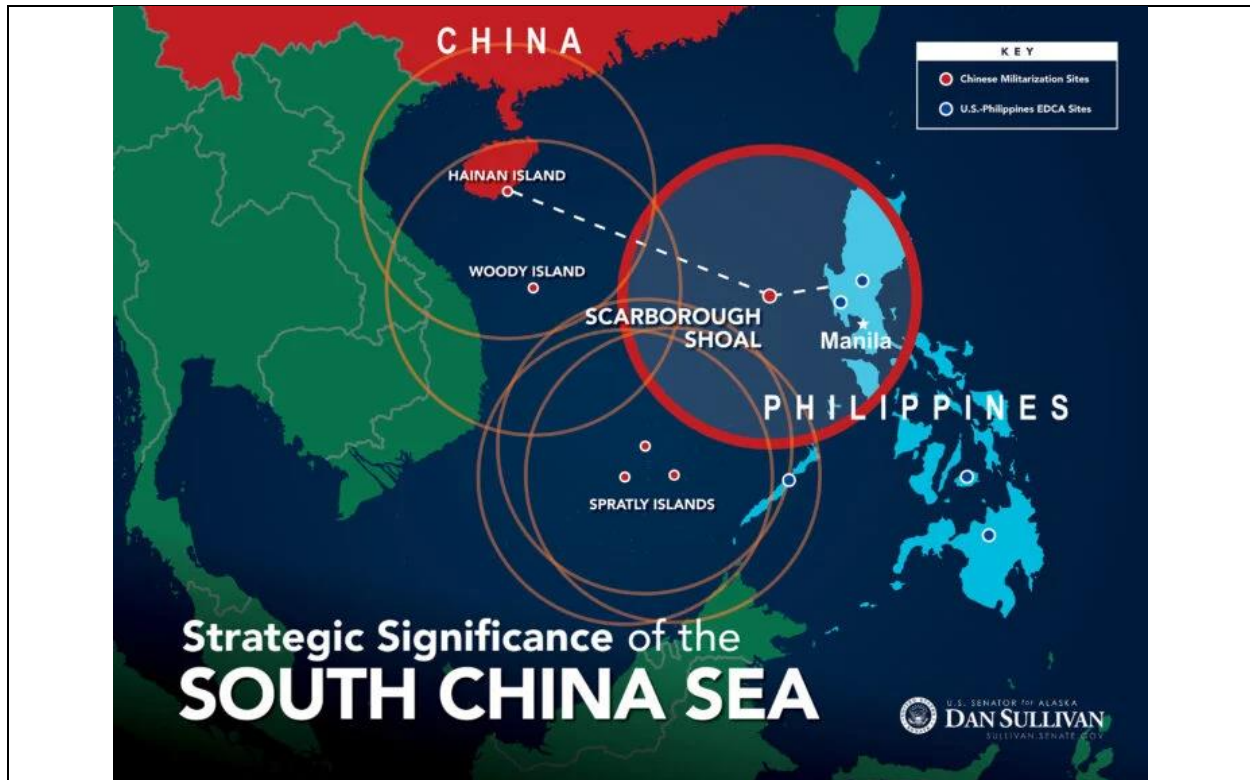 CHINA
KEY
Chinese Militarization Sites
U.S.-Philippines EDCA Sites
HAINAN ISLAND
WOODY ISLAND
SCARBOROUGH
SHOAL
Manila
PHILIPPINES
SPRATLY ISLANDS
Strategic Significance of the
SOUTH CHINA SEA
U.S. SENATOR for ALASKA
DAN SULLIVAN
SULLIVAN.SENATE.GOV